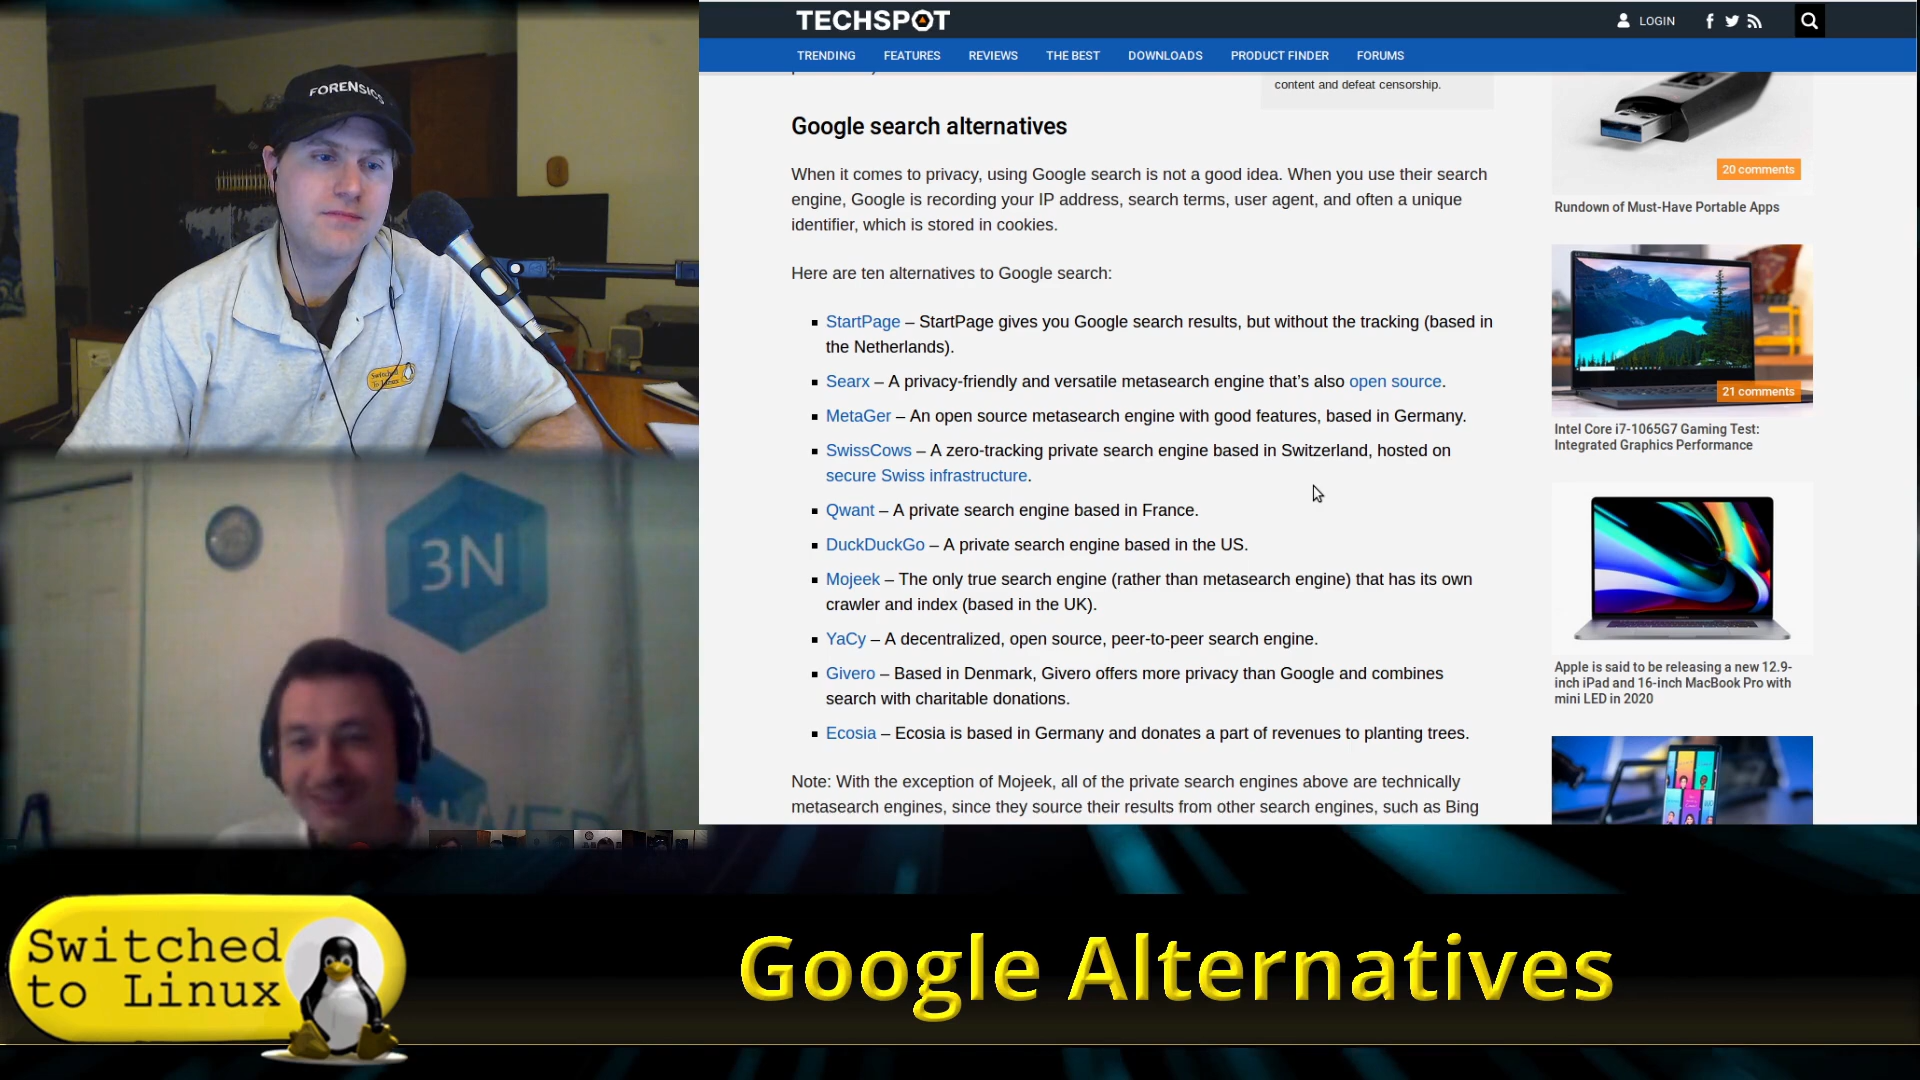 FORENSICS
Switched
To Linux
3N
TECHSPOT
LOGIN
TRENDING FEATURES REVIEWS THE BEST DOWNLOADS PRODUCT FINDER FORUMS
content and defeat censorship.
Google search alternatives
When it comes to privacy, using Google search is not a good idea. When you use their search
engine, Google is recording your IP address, search terms, user agent, and often a unique
identifier, which is stored in cookies.
Here are ten alternatives to Google search:
▪ StartPage – StartPage gives you Google search results, but without the tracking (based in
the Netherlands).
▪ Searx – A privacy-friendly and versatile metasearch engine that’s also open source.
▪ MetaGer – An open source metasearch engine with good features, based in Germany.
▪ SwissCows – A zero-tracking private search engine based in Switzerland, hosted on
secure Swiss infrastructure.
▪ Qwant – A private search engine based in France.
▪ DuckDuckGo – A private search engine based in the US.
▪ Mojeek – The only true search engine (rather than metasearch engine) that has its own
crawler and index (based in the UK).
▪ YaCy – A decentralized, open source, peer-to-peer search engine.
▪ Givero – Based in Denmark, Givero offers more privacy than Google and combines
search with charitable donations.
▪ Ecosia – Ecosia is based in Germany and donates a part of revenues to planting trees.
Note: With the exception of Mojeek, all of the private search engines above are technically
metasearch engines, since they source their results from other search engines, such as Bing
20 comments
Rundown of Must-Have Portable Apps
21 comments
Intel Core i7-1065G7 Gaming Test:
Integrated Graphics Performance
Apple is said to be releasing a new 12.9-
inch iPad and 16-inch MacBook Pro with
mini LED in 2020
Switched
to Linux
Google Alternatives